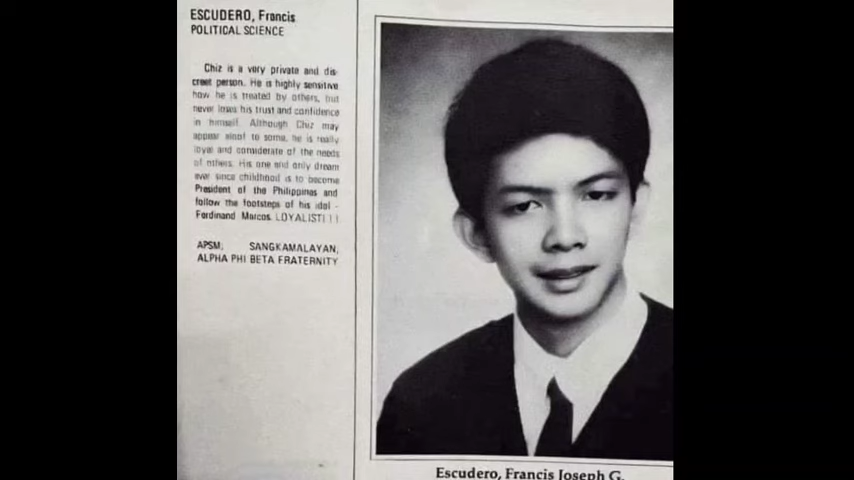 ESCUDERO, Francis
POLITICAL SCIENCE
Chiz is a very private and dis-
creet person. He is highly sensitive
how he is treated by others, but
never loses his trust and confidence
in himself. Although Chiz may
appear aloof to some, he is really
loyal and considerate of the needs
of others. His one and only dream
ever since childhood is to become
President of the Philippines and
follow the footsteps of his idol -
Ferdinand Marcos. LOYALIST! ! !
APSM, SANGKAMALAYAN,
ALPHA PHI BETA FRATERNITY
Escudero, Francis Joseph G.